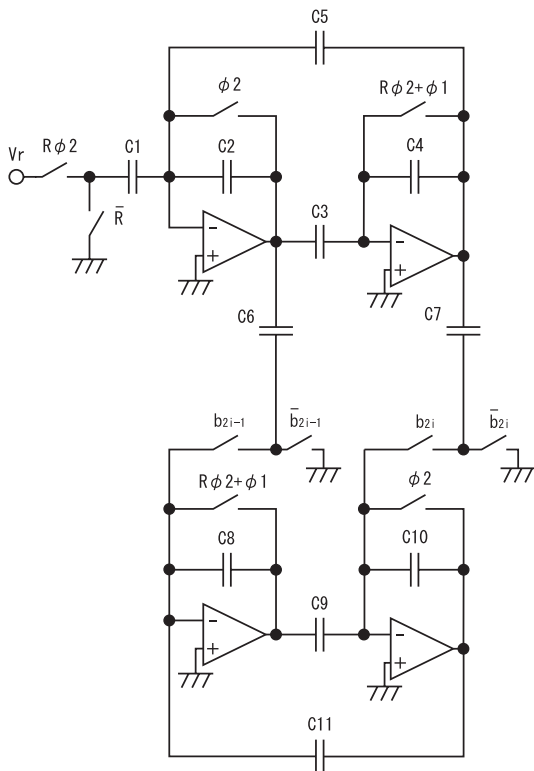 C5
ϕ2
Rϕ2+ϕ1
Rϕ2
Vr
C1
C2
C4
R̅
C3
-
+
-
+
C6
C7
b2i-1
b̅2i-1
b2i
b̅2i
Rϕ2+ϕ1
ϕ2
C8
C10
C9
-
+
-
+
C11